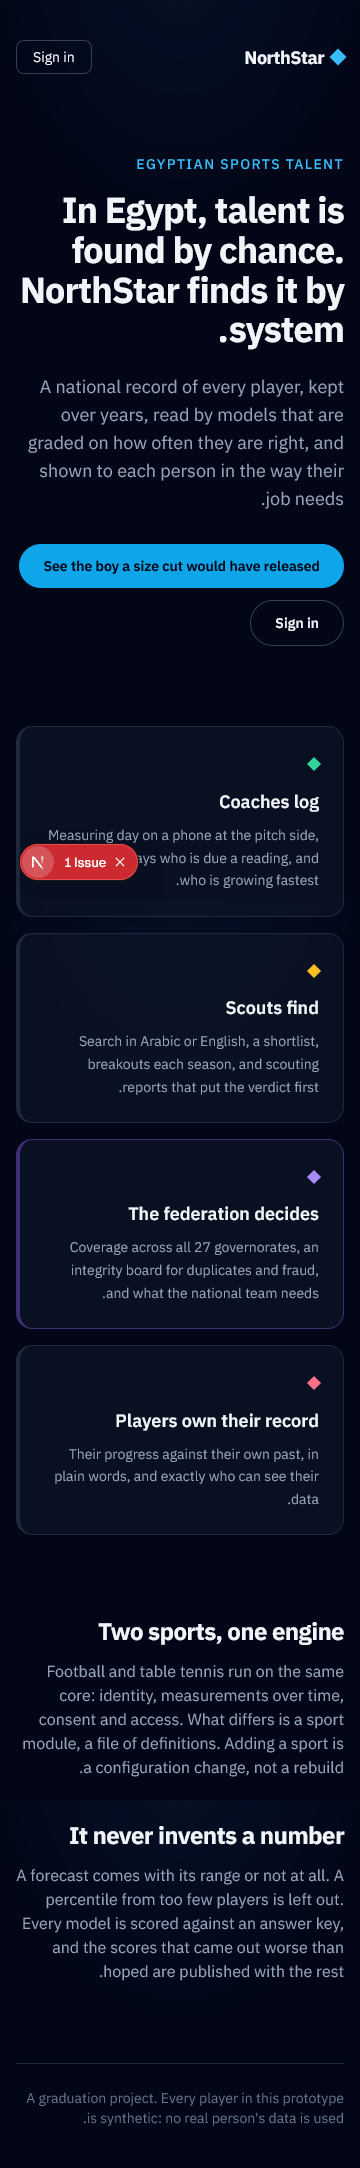 Sign in
NorthStar
EGYPTIAN SPORTS TALENT
In Egypt, talent is
found by chance.
NorthStar finds it by
.system
A national record of every player, kept
over years, read by models that are
graded on how often they are right, and
shown to each person in the way their
.job needs
See the boy a size cut would have released
Sign in
Coaches log
Measuring day on a phone at the pitch side,
who is due a reading, and
.who is growing fastest
N 1 Issue ×
Scouts find
Search in Arabic or English, a shortlist,
breakouts each season, and scouting
.reports that put the verdict first
The federation decides
Coverage across all 27 governorates, an
integrity board for duplicates and fraud,
.and what the national team needs
Players own their record
Their progress against their own past, in
plain words, and exactly who can see their
.data
Two sports, one engine
Football and table tennis run on the same
core: identity, measurements over time,
consent and access. What differs is a sport
module, a file of definitions. Adding a sport is
.a configuration change, not a rebuild
It never invents a number
A forecast comes with its range or not at all. A
percentile from too few players is left out.
Every model is scored against an answer key,
and the scores that came out worse than
.hoped are published with the rest
A graduation project. Every player in this prototype
.is synthetic: no real person's data is used